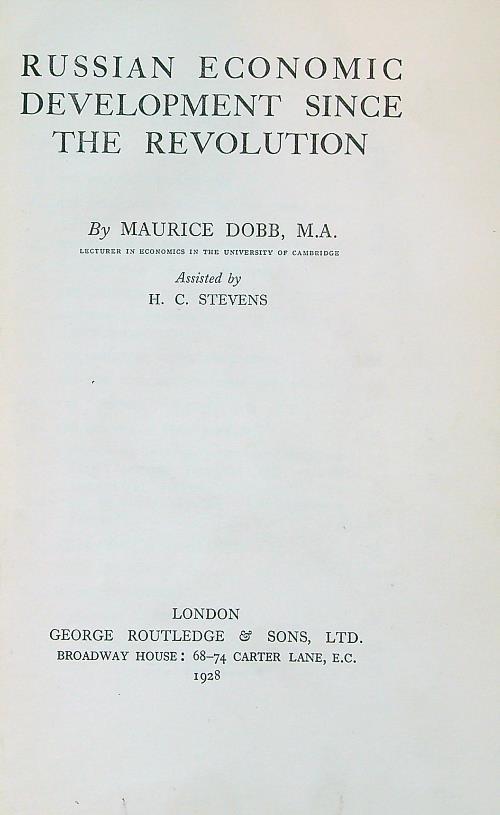 RUSSIAN ECONOMIC
DEVELOPMENT SINCE
THE REVOLUTION
By MAURICE DOBB, M.A.
LECTURER IN ECONOMICS IN THE UNIVERSITY OF CAMBRIDGE
Assisted by
H. C. STEVENS
LONDON
GEORGE ROUTLEDGE & SONS, LTD.
BROADWAY HOUSE: 68–74 CARTER LANE, E.C.
1928